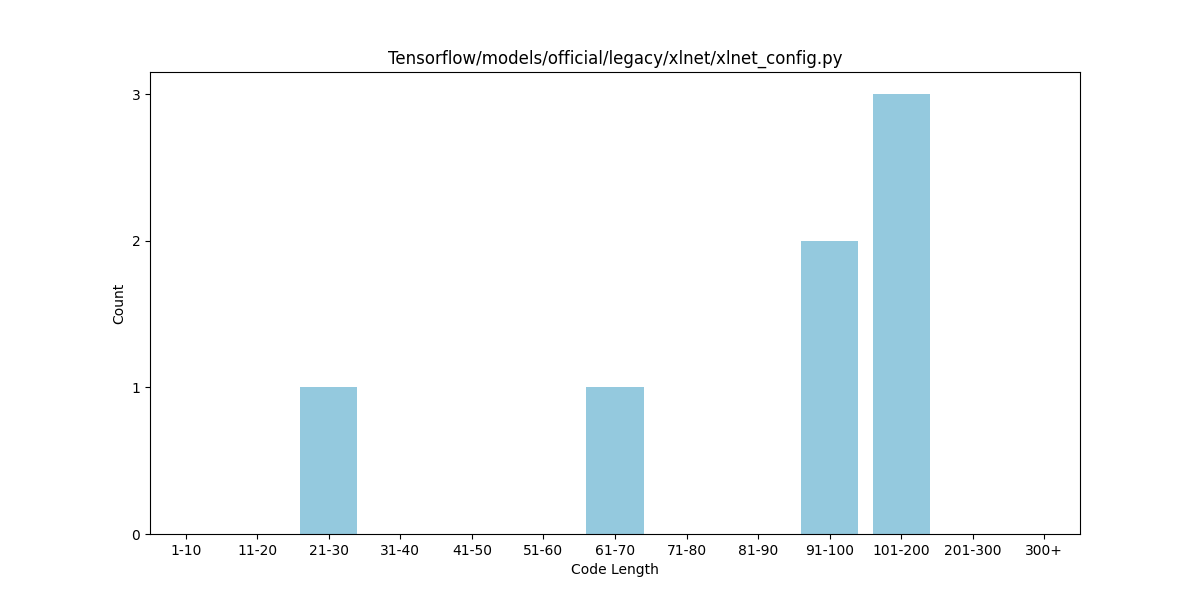 Tensorflow/models/official/legacy/xlnet/xlnet_config.py
3
2
1
0
Count
1-10 11-20 21-30 31-40 41-50 51-60 61-70 71-80 81-90 91-100 101-200 201-300 300+
Code Length